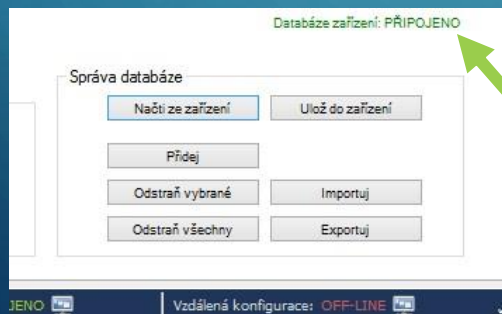 Databáze zařízení: PŘIPOJENO
Správa databáze
Načti ze zařízení Ulož do zařízení
Přidej
Odstraň vybrané Importuj
Odstraň všechny Exportuj
JENO Vzdálená konfigurace: OFF-LINE